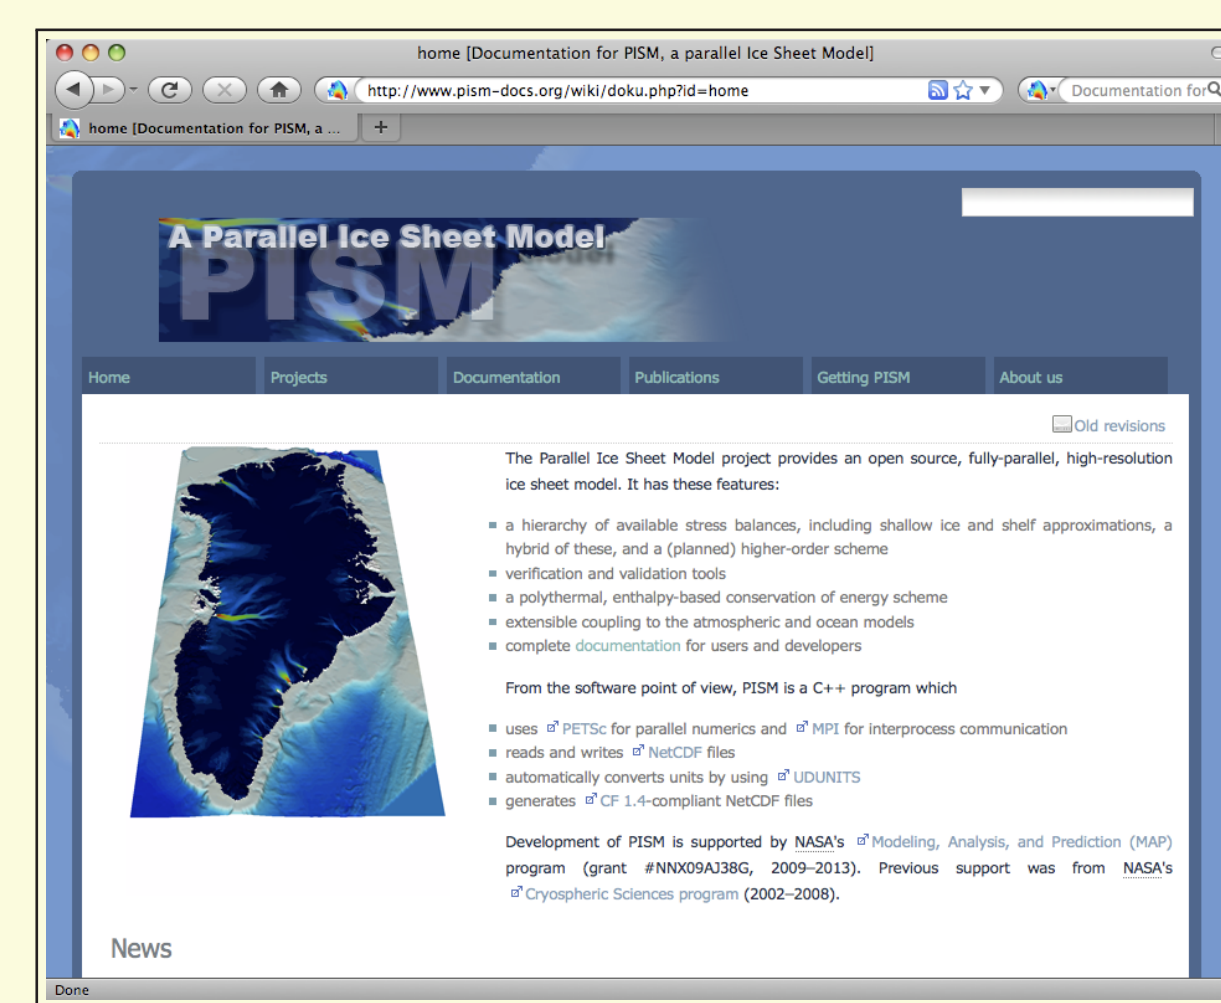 home [Documentation for PISM, a parallel Ice Sheet Model]
http://www.pism-docs.org/wiki/doku.php?id=home
Documentation for
home [Documentation for PISM, a ...
+
A Parallel Ice Sheet Model
PISM
Home Projects Documentation Publications Getting PISM About us
Old revisions
The Parallel Ice Sheet Model project provides an open source, fully-parallel, high-resolution
ice sheet model. It has these features:
a hierarchy of available stress balances, including shallow ice and shelf approximations, a
hybrid of these, and a (planned) higher-order scheme
verification and validation tools
a polythermal, enthalpy-based conservation of energy scheme
extensible coupling to the atmospheric and ocean models
complete documentation for users and developers
From the software point of view, PISM is a C++ program which
uses PETSc for parallel numerics and MPI for interprocess communication
reads and writes NetCDF files
automatically converts units by using UDUNITS
generates CF 1.4-compliant NetCDF files
Development of PISM is supported by NASA's Modeling, Analysis, and Prediction (MAP)
program (grant #NNX09AJ38G, 2009–2013). Previous support was from NASA's
Cryospheric Sciences program (2002–2008).
News
Done